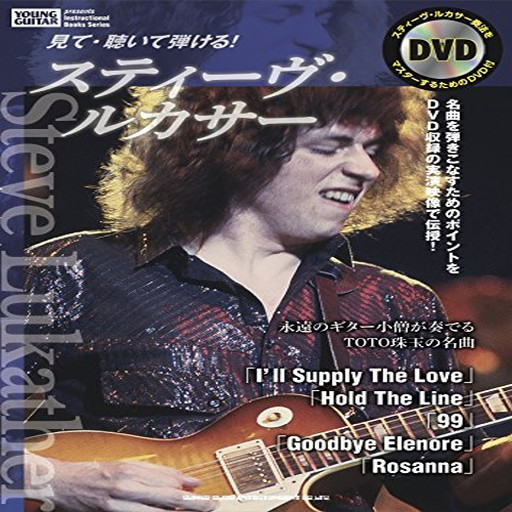 YOUNG GUITAR presents
Instructional
Books Series
見て・聴いて弾ける!
スティーヴ・
ルカサー
Steve Lukather
スティーヴ・ルカサー奏法を
DVD
マスターするためのDVD付
名曲を弾きこなすためのポイントを
DVD収録の実演映像で伝授!
永遠のギター小僧が奏でる
TOTO珠玉の名曲
「I'll Supply The Love」
「Hold The Line」
「99」
「Goodbye Elenore」
「Rosanna」